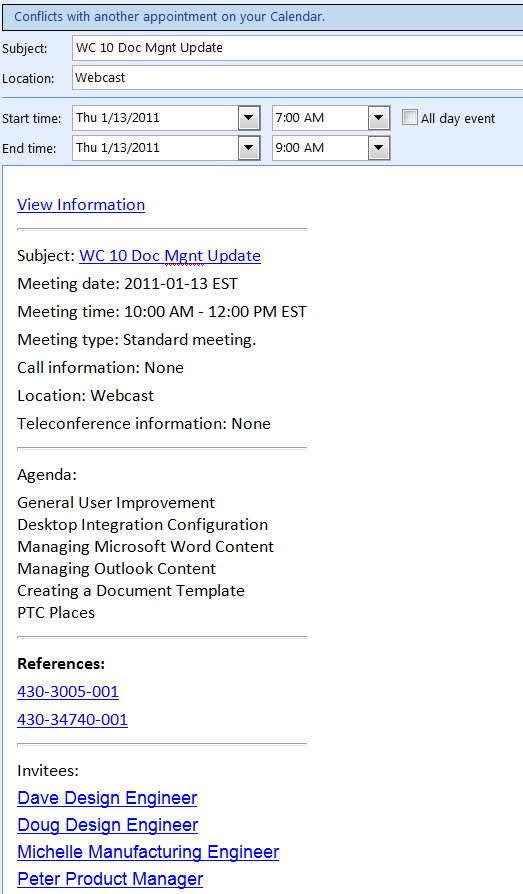 Conflicts with another appointment on your Calendar.
Subject: WC 10 Doc Mgnt Update
Location: Webcast
Start time: Thu 1/13/2011 7:00 AM All day event
End time: Thu 1/13/2011 9:00 AM
View Information
Subject: WC 10 Doc Mgnt Update
Meeting date: 2011-01-13 EST
Meeting time: 10:00 AM - 12:00 PM EST
Meeting type: Standard meeting.
Call information: None
Location: Webcast
Teleconference information: None
Agenda:
General User Improvement
Desktop Integration Configuration
Managing Microsoft Word Content
Managing Outlook Content
Creating a Document Template
PTC Places
References:
430-3005-001
430-34740-001
Invitees:
Dave Design Engineer
Doug Design Engineer
Michelle Manufacturing Engineer
Peter Product Manager